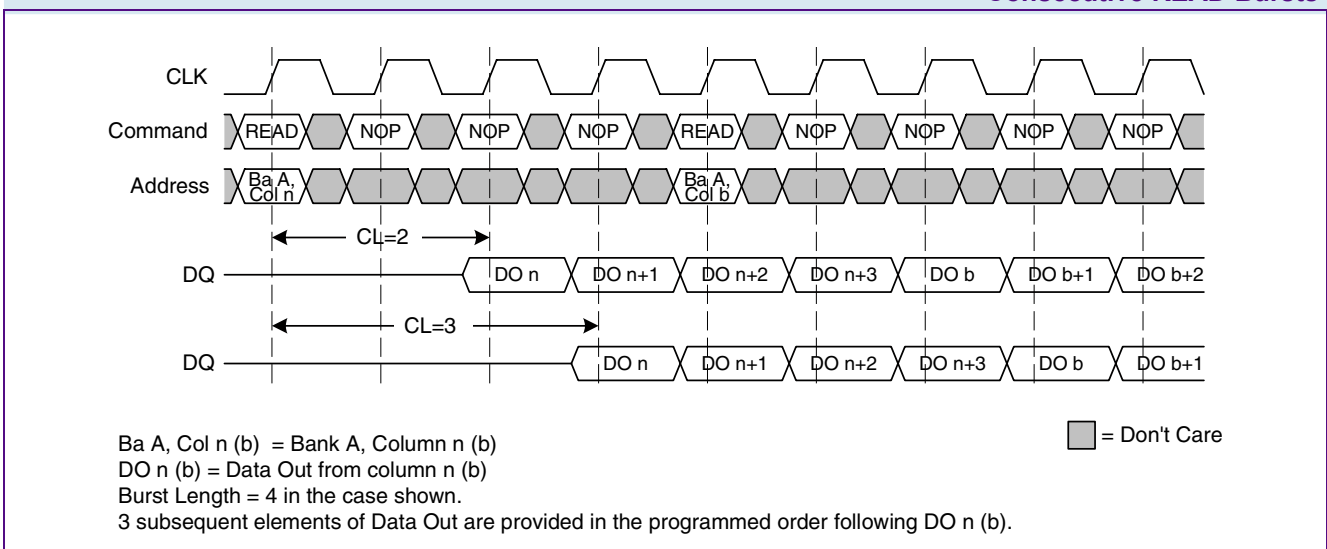 Consecutive READ Bursts
CLK
Command READ NOP NOP NOP READ NOP NOP NOP NOP
Address Ba A, Col n Ba A, Col b
CL=2
DQ DO n DO n+1 DO n+2 DO n+3 DO b DO b+1 DO b+2
CL=3
DQ DO n DO n+1 DO n+2 DO n+3 DO b DO b+1
Ba A, Col n (b) = Bank A, Column n (b)
= Don't Care
DO n (b) = Data Out from column n (b)
Burst Length = 4 in the case shown.
3 subsequent elements of Data Out are provided in the programmed order following DO n (b).